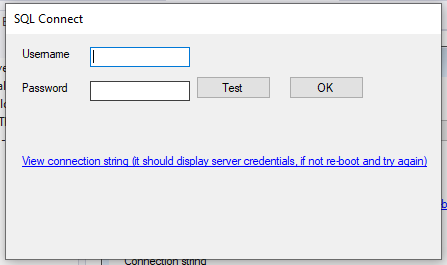 SQL Connect
Username
Password
Test
OK
View connection string (it should display server credentials, if not re-boot and try again)
Connection string